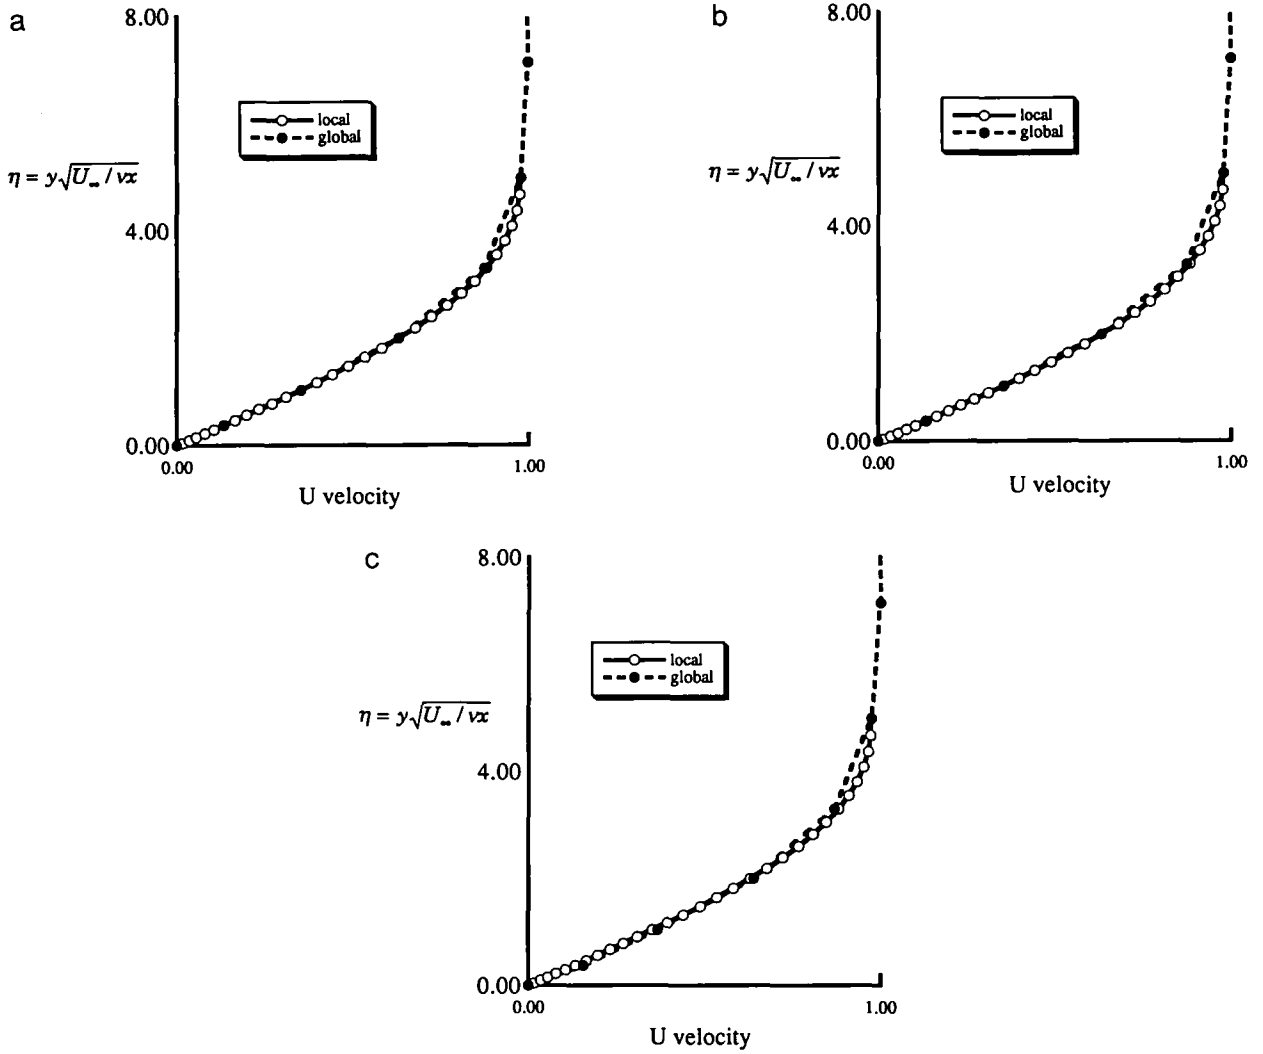 a
8.00
local
global
η = y√U∞ / νx
4.00
0.00
0.00
1.00
U velocity
b
8.00
local
global
η = y√U∞ / νx
4.00
0.00
0.00
1.00
U velocity
c
8.00
local
global
η = y√U∞ / νx
4.00
0.00
0.00
1.00
U velocity